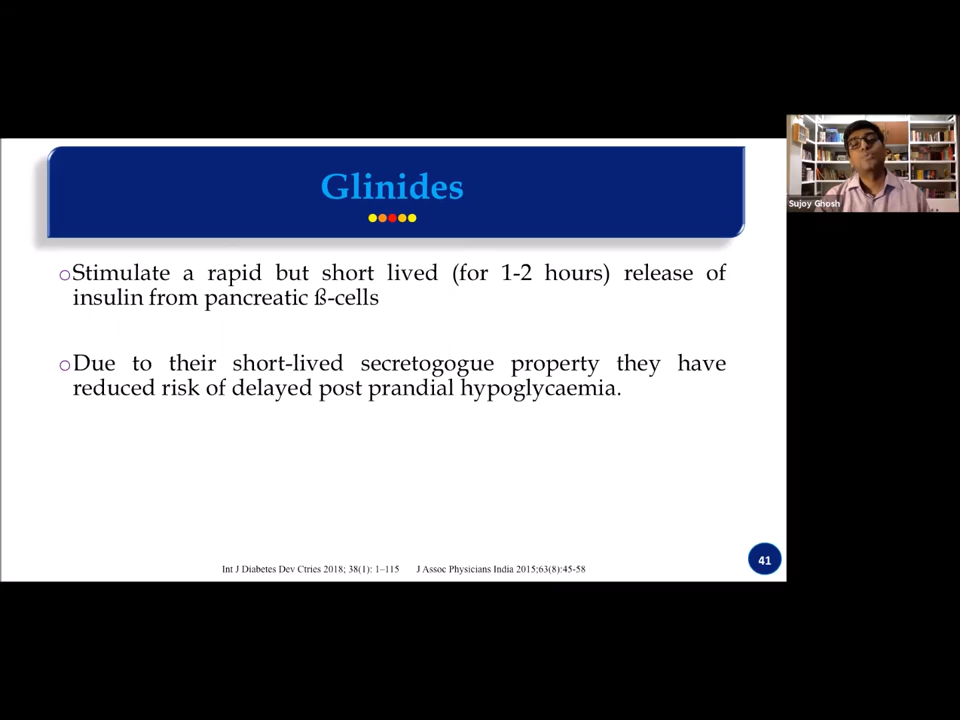 Glinides
Sujoy Ghosh
oStimulate a rapid but short lived (for 1-2 hours) release of
insulin from pancreatic ß-cells
oDue to their short-lived secretogogue property they have
reduced risk of delayed post prandial hypoglycaemia.
Int J Diabetes Dev Ctries 2018; 38(1): 1–115 J Assoc Physicians India 2015;63(8):45-58
41